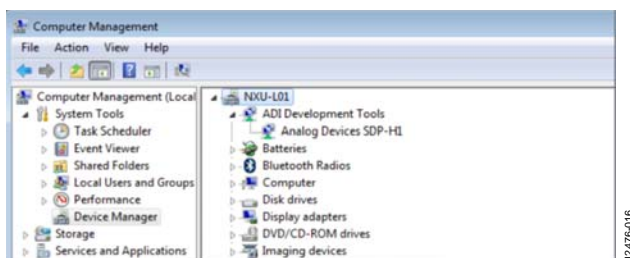 Computer Management
File Action View Help
Computer Management (Local
System Tools
Task Scheduler
Event Viewer
Shared Folders
Local Users and Groups
Performance
Device Manager
Storage
Services and Applications
NXU-L01
ADI Development Tools
Analog Devices SDP-H1
Batteries
Bluetooth Radios
Computer
Disk drives
Display adapters
DVD/CD-ROM drives
Imaging devices